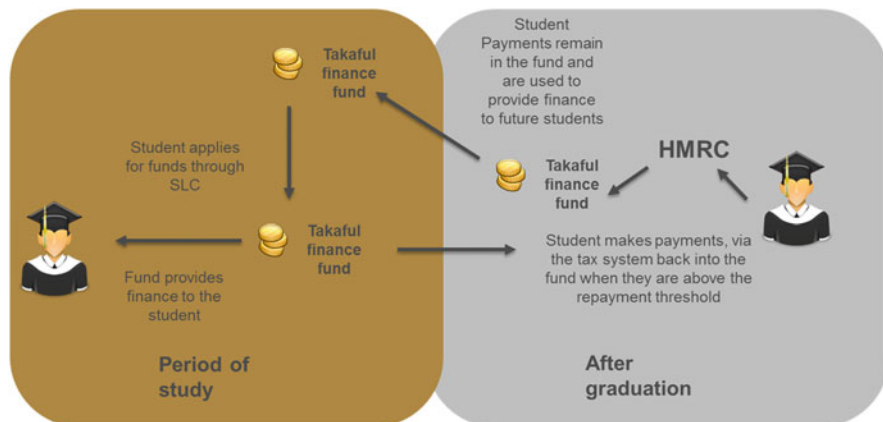 Takaful
finance
fund
Student applies
for funds through
SLC
Takaful
finance
fund
Fund provides
finance to the
student
Period of
study
Student
Payments remain
in the fund and
are used to
provide finance
to future students
HMRC
Takaful
finance
fund
Student makes payments, via
the tax system back into the
fund when they are above the
repayment threshold
After
graduation